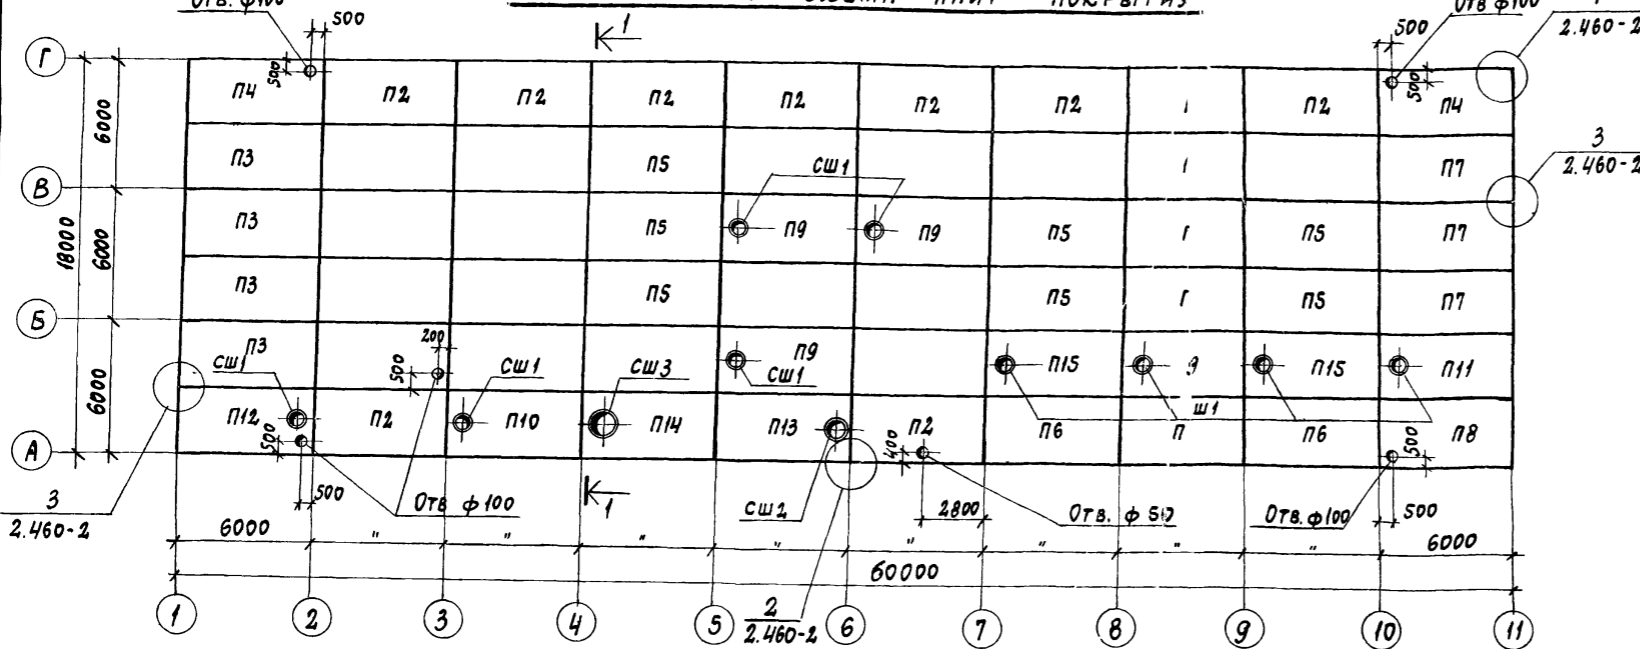 ПЛИТ ПОКРЫТИЯ
Отв. ф100
500
1
Отв ф100
500
2.460-2
Г
500
П4
П2
П2
П2
П2
П2
П2
П2
500
П4
6000
П3
П5
СШ1
П7
3
2.460-2
В
18000
6000
П3
П5
П9
П9
П5
П5
П7
П3
П5
П5
П5
П7
Б
П3
200
500
П9
СШ1
СШ1
СШ3
СШ1
П15
П15
П11
6000
П12
П2
П10
П14
П13
П2
П6
П
Ш1
П6
П8
А
500
400
500
3
2.460-2
500
Отв ф100
1
СШ2
2800
Отв. ф 50
Отв. ф100
500
6000
"
"
"
"
"
"
"
"
6000
60000
1
2
3
4
5
2
2.460-2
6
7
8
9
10
11